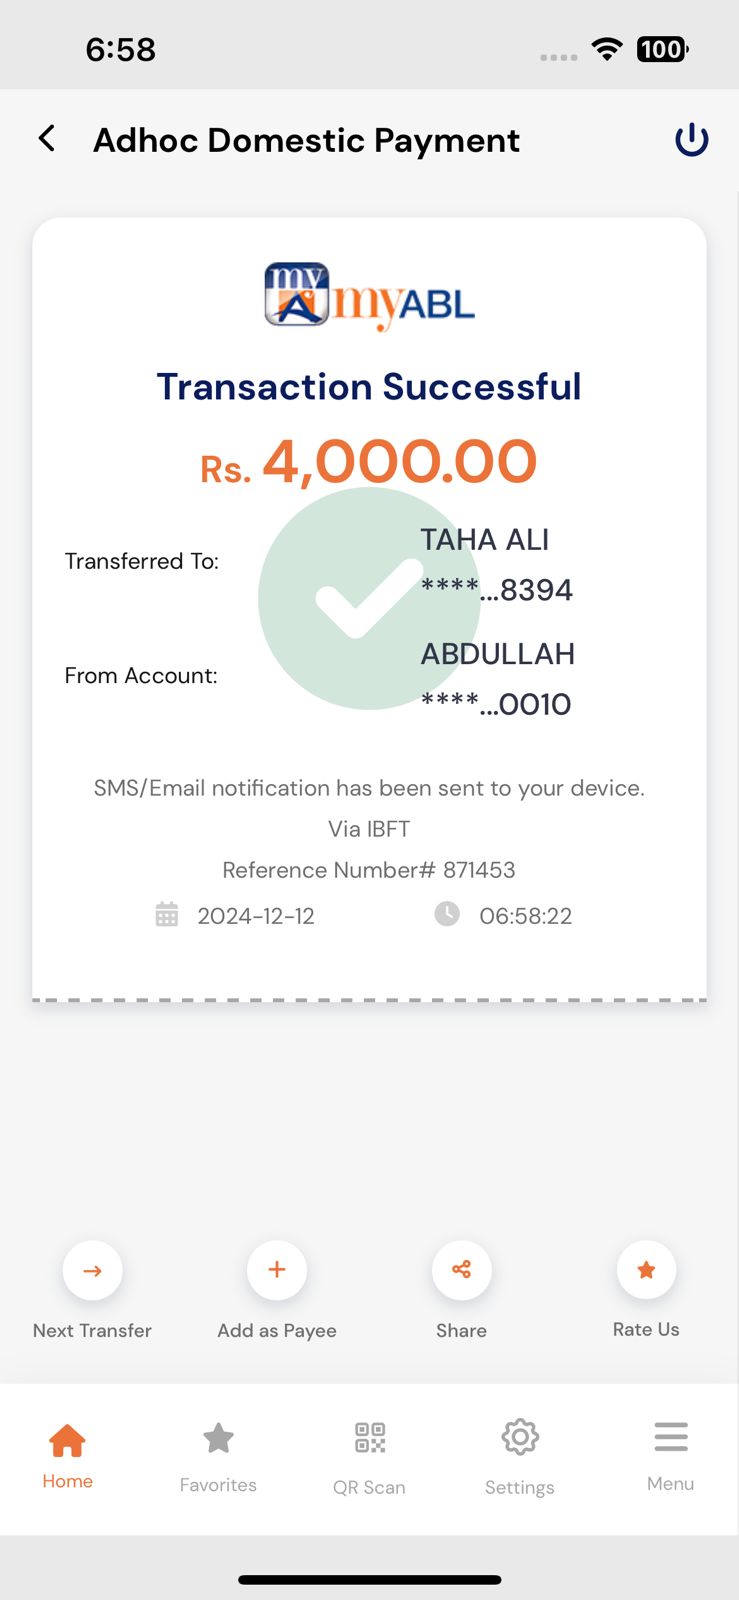 6:58
100
Adhoc Domestic Payment
my A myABL
Transaction Successful
Rs. 4,000.00
Transferred To:
TAHA ALI
****...8394
From Account:
ABDULLAH
****...0010
SMS/Email notification has been sent to your device.
Via IBFT
Reference Number# 871453
2024-12-12 06:58:22
Next Transfer Add as Payee Share Rate Us
Home Favorites QR Scan Settings Menu